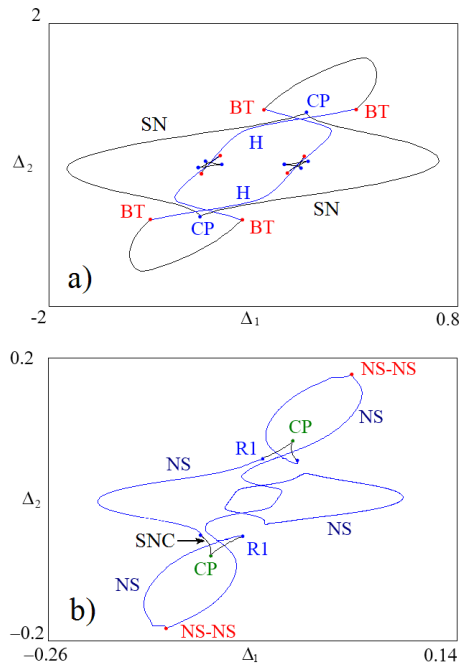 2
CP
BT
BT
SN
H
Δ₂
H
SN
BT
CP
BT
a)
-2
Δ₁
0.8
0.2
NS-NS
CP
NS
R1
NS
Δ₂
NS
SNC
R1
CP
NS
b)
NS-NS
−0.2
−0.26
Δ₁
0.14